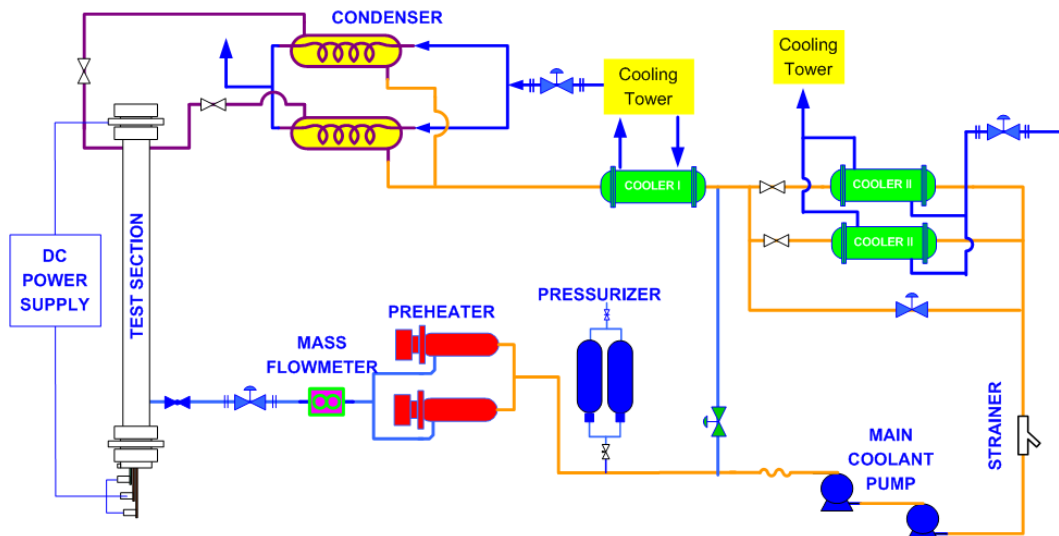 CONDENSER
Cooling
Tower
Cooling
Tower
COOLER I
COOLER II
COOLER II
DC
POWER
SUPPLY
TEST SECTION
PREHEATER
PRESSURIZER
MASS
FLOWMETER
MAIN
COOLANT
PUMP
STRAINER